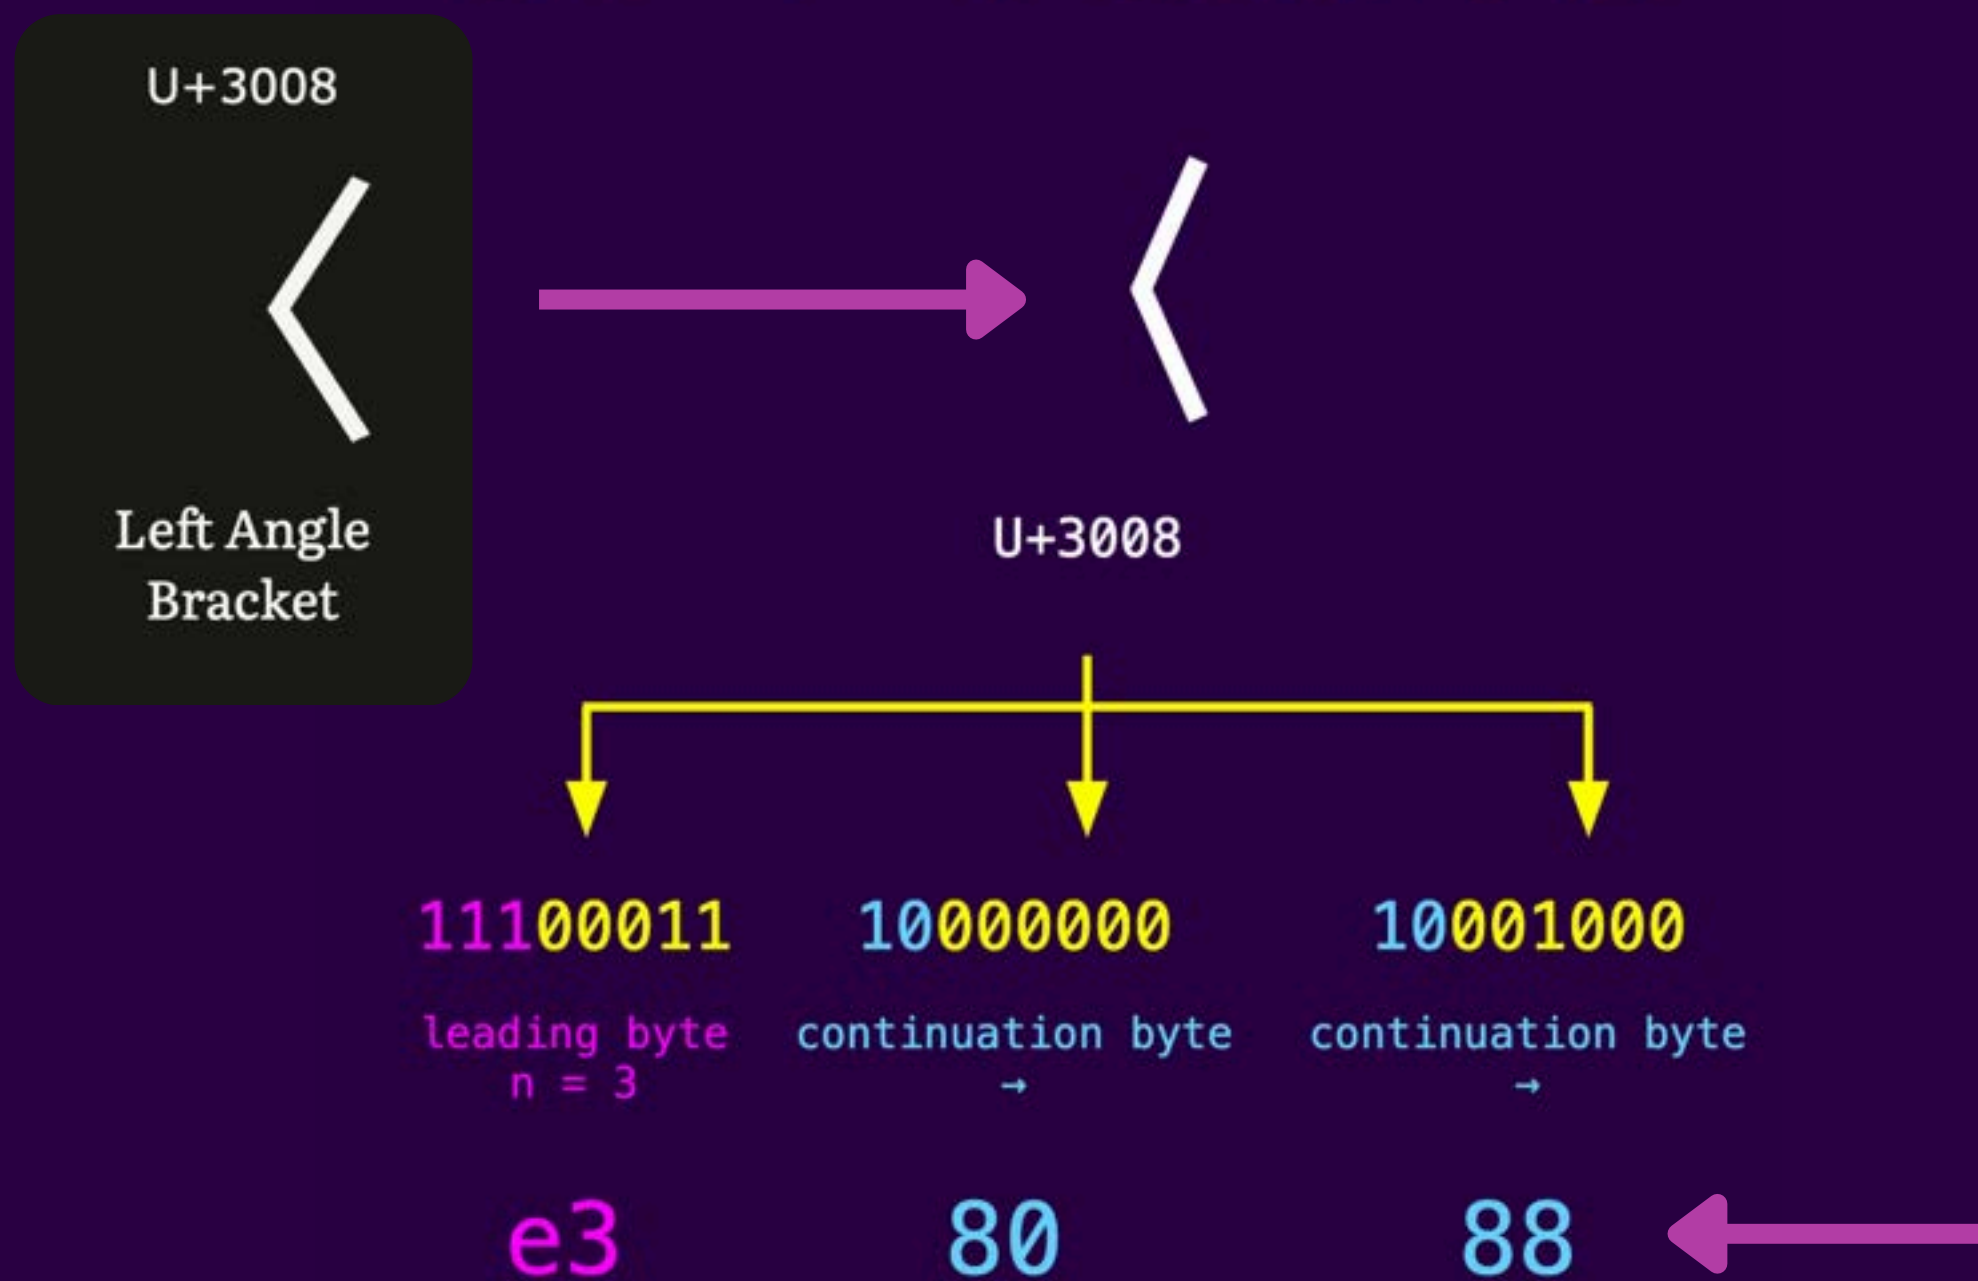 U+3008
〈
Left Angle
Bracket
〈
U+3008
11100011 10000000 10001000
leading byte continuation byte continuation byte
n = 3 → →
e3 80 88